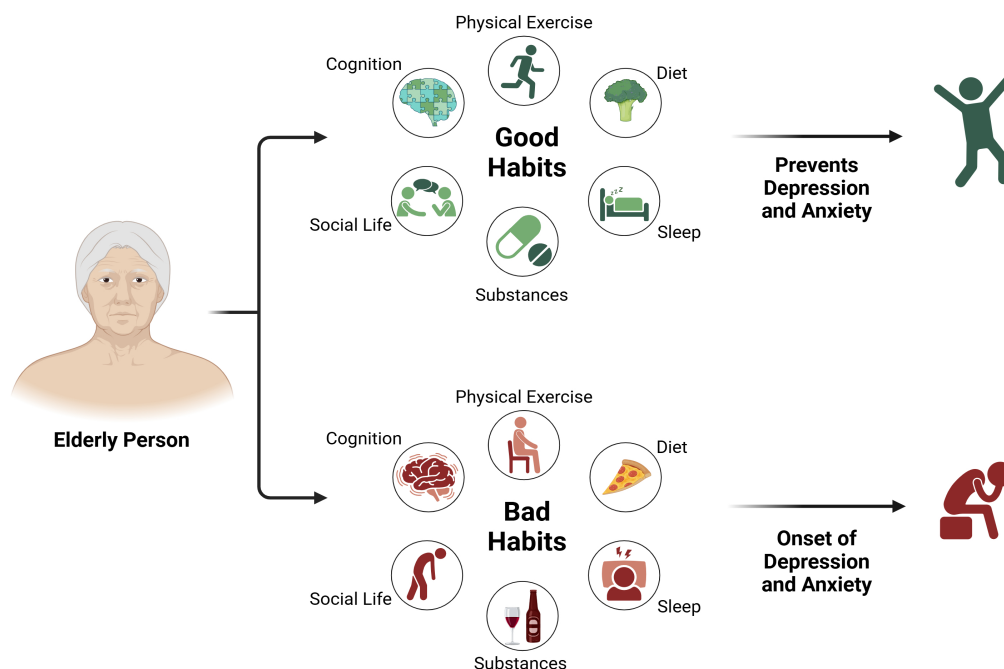 Physical Exercise
Cognition
Diet
Good
Habits
zzz
Social Life
Sleep
Substances
Prevents
Depression
and Anxiety
Elderly Person
Physical Exercise
Cognition
Diet
Bad
Habits
Social Life
Sleep
Substances
Onset of
Depression
and Anxiety